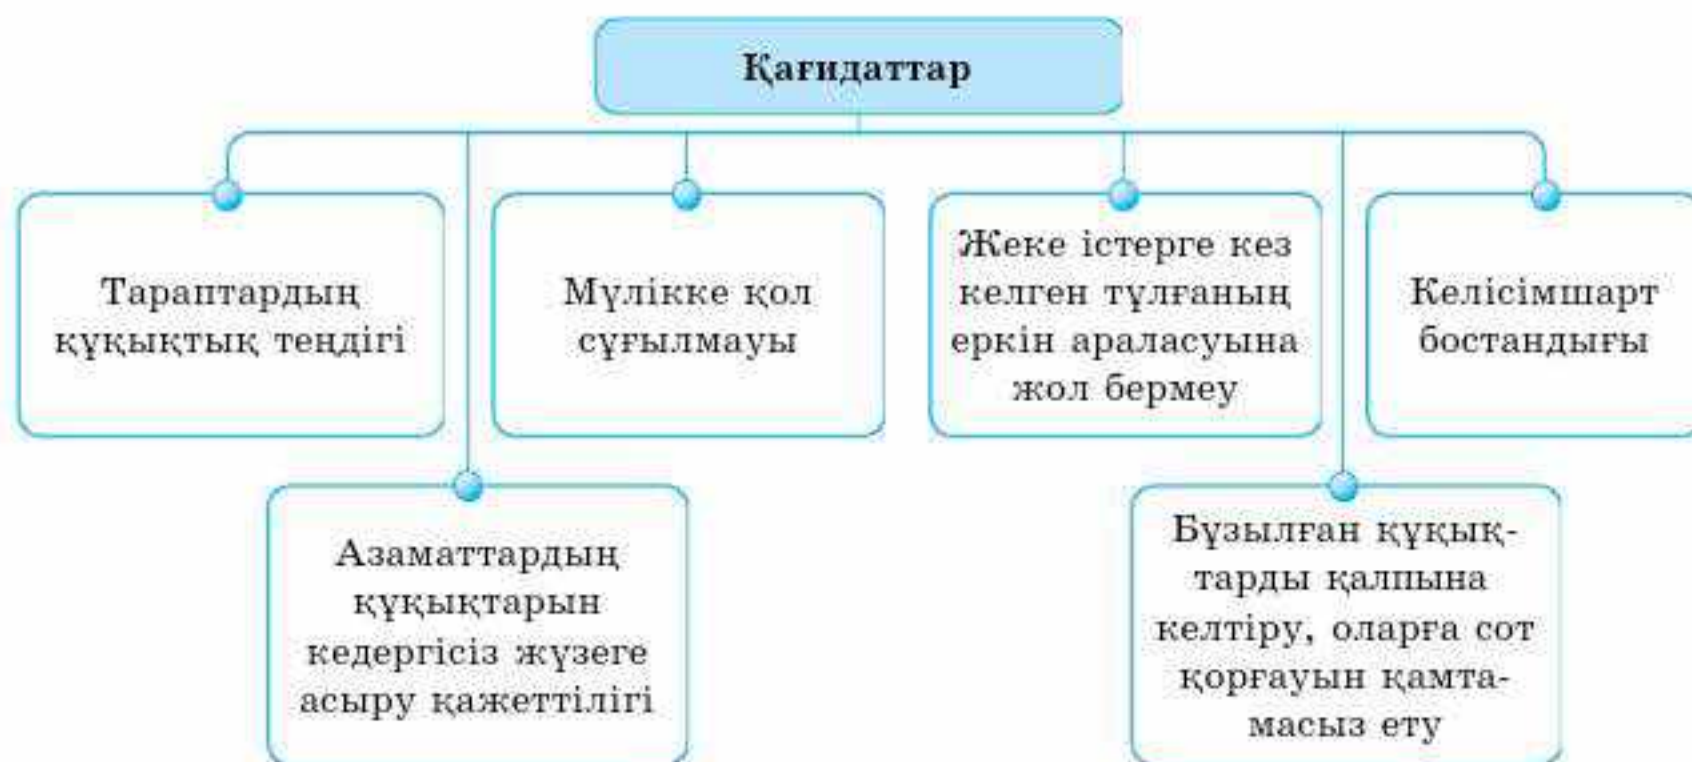 Қағидаттар
Тараптардың
құқықтық теңдігі
Мүлікке қол
сұғылмауы
Жеке істерге кез
келген тұлғаның
еркін араласуына
жол бермеу
Келісімшарт
бостандығы
Азаматтардың
құқықтарын
кедергісіз жүзеге
асыру қажеттілігі
Бұзылған құқық-
тарды қалпына
келтіру, оларға сот
қорғауын қамта-
масыз ету